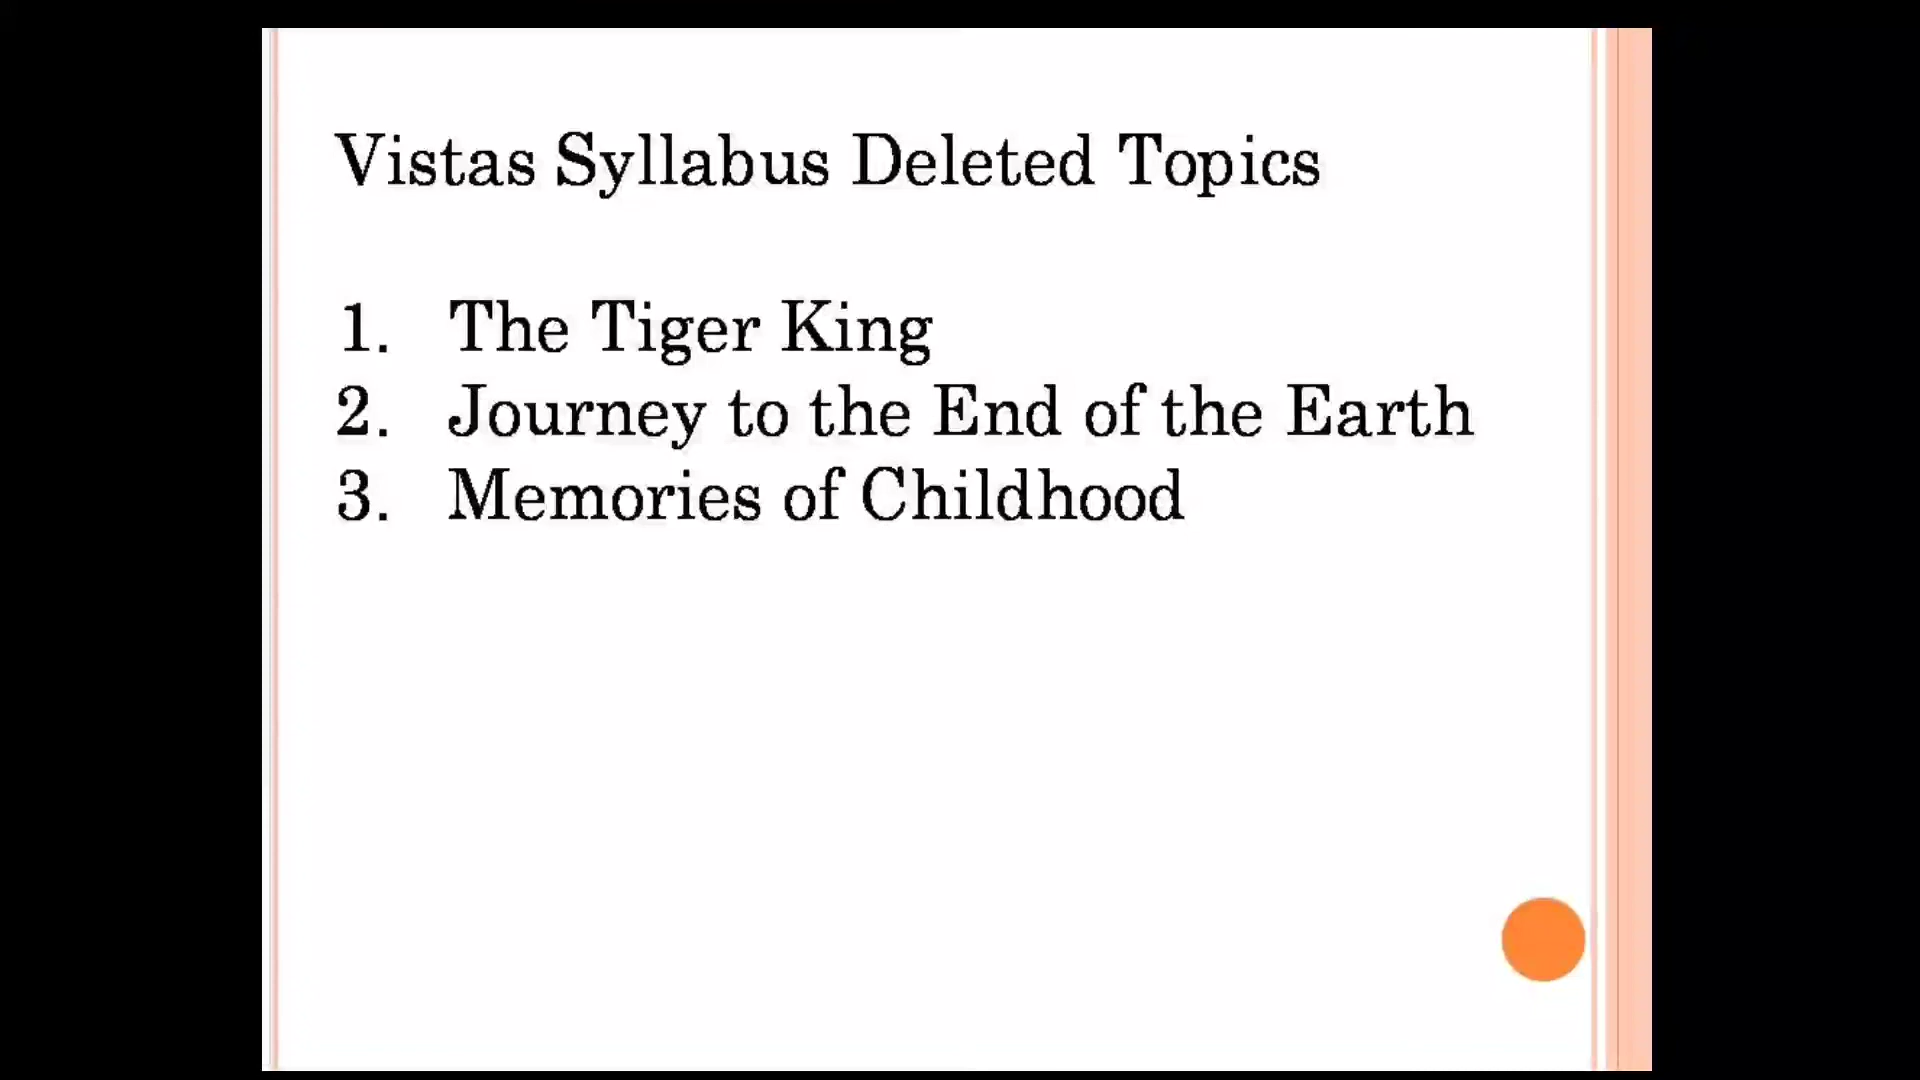 Vistas Syllabus Deleted Topics
1. The Tiger King
2. Journey to the End of the Earth
3. Memories of Childhood